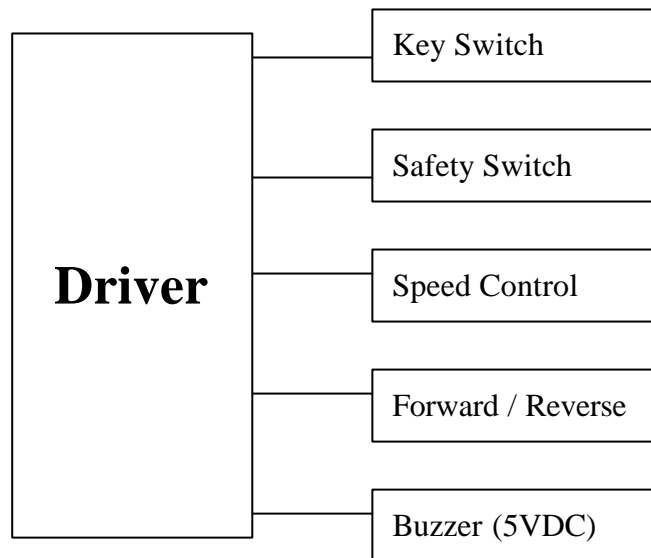 Key Switch
Safety Switch
Driver
Speed Control
Forward / Reverse
Buzzer (5VDC)